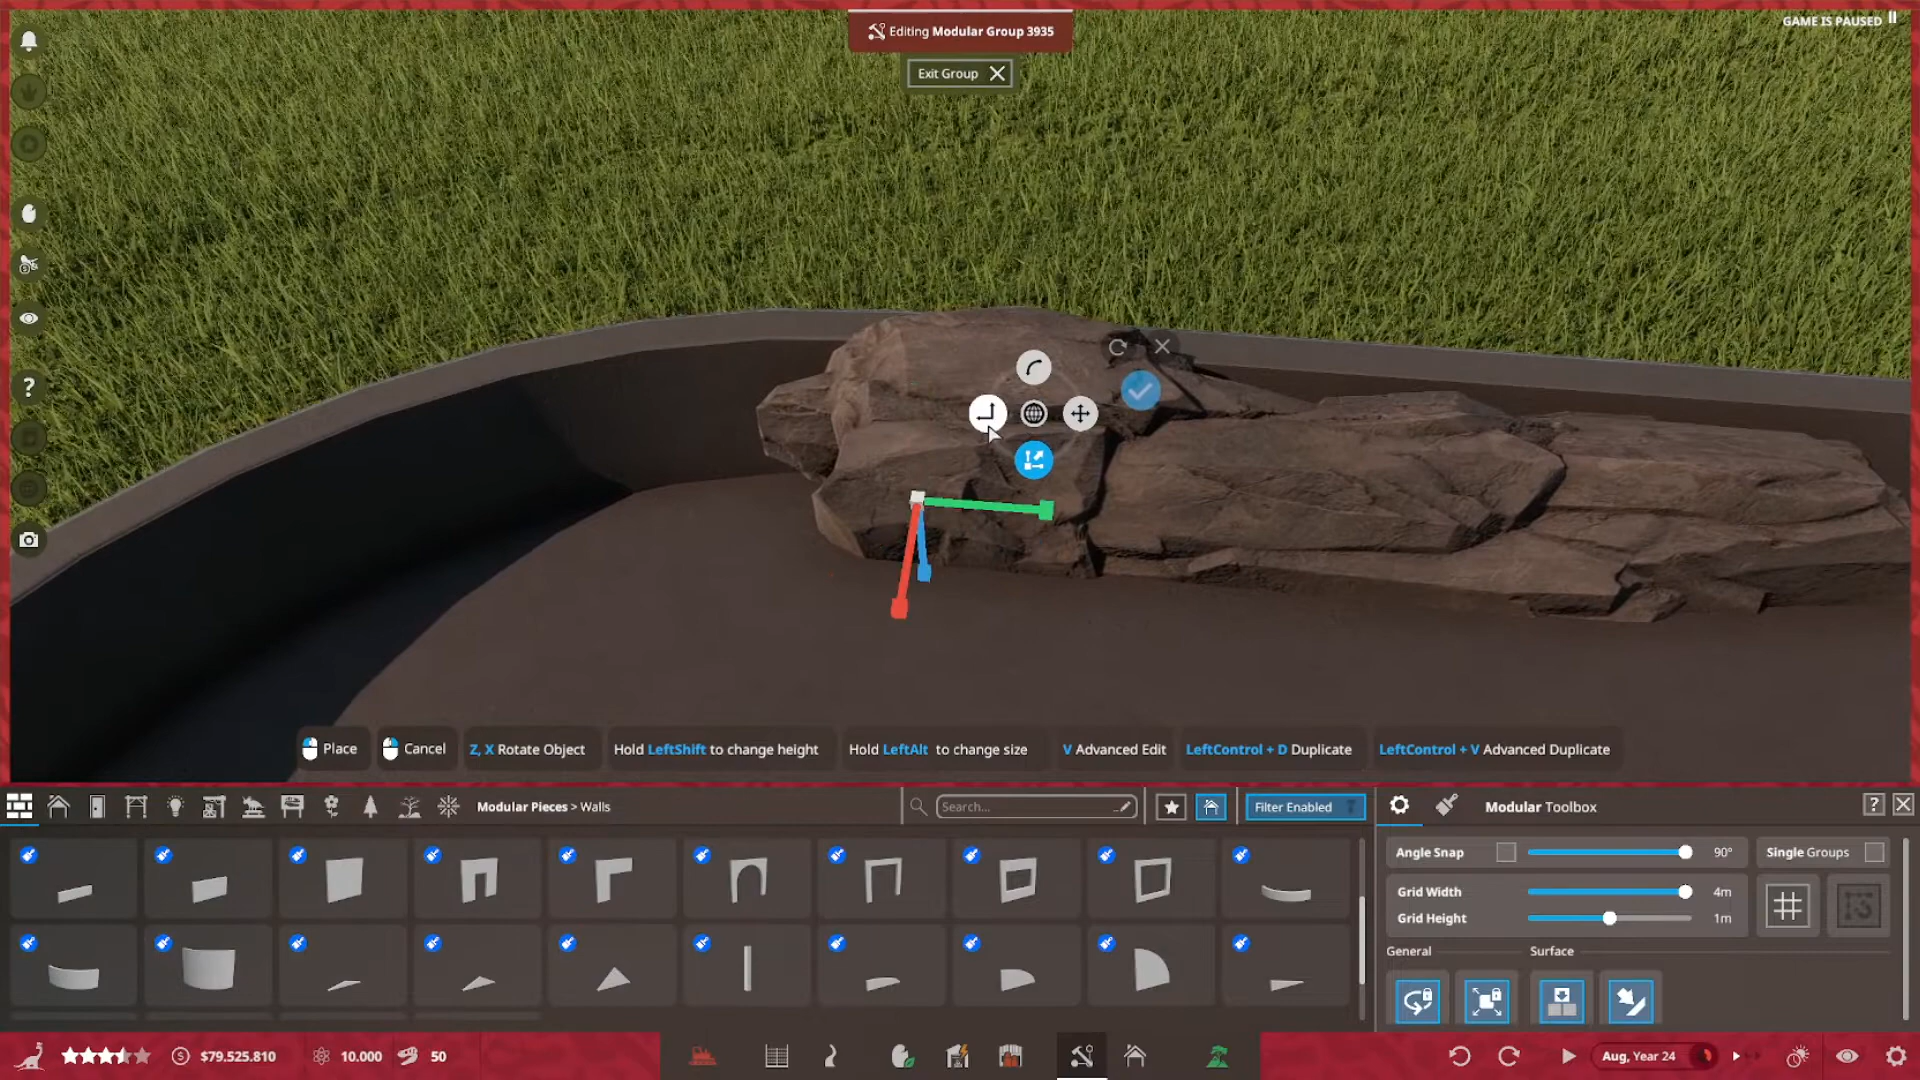 Editing Modular Group 3935
GAME IS PAUSED
Exit Group
Place
Cancel
Z, X Rotate Object
Hold LeftShift to change height
Hold LeftAlt to change size
V Advanced Edit
LeftControl + D Duplicate
LeftControl + V Advanced Duplicate
Modular Pieces > Walls
Search...
Filter Enabled
Modular Toolbox
?
Angle Snap
90°
Single Groups
Grid Width
4m
Grid Height
1m
General
Surface
$79.525.810
10.000
50
Aug, Year 24